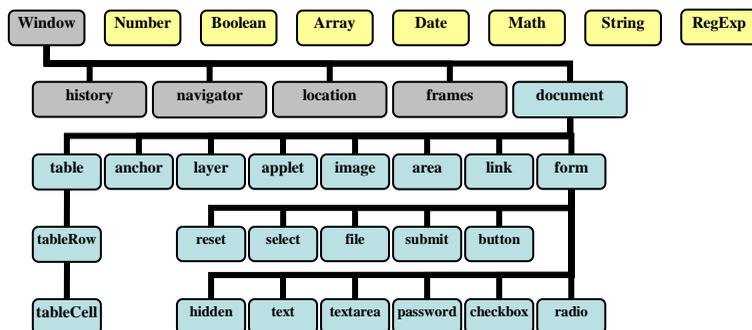 Window Number Boolean Array Date Math String RegExp
history navigator location frames document
table anchor layer applet image area link form
tableRow reset select file submit button
tableCell hidden text textarea password checkbox radio